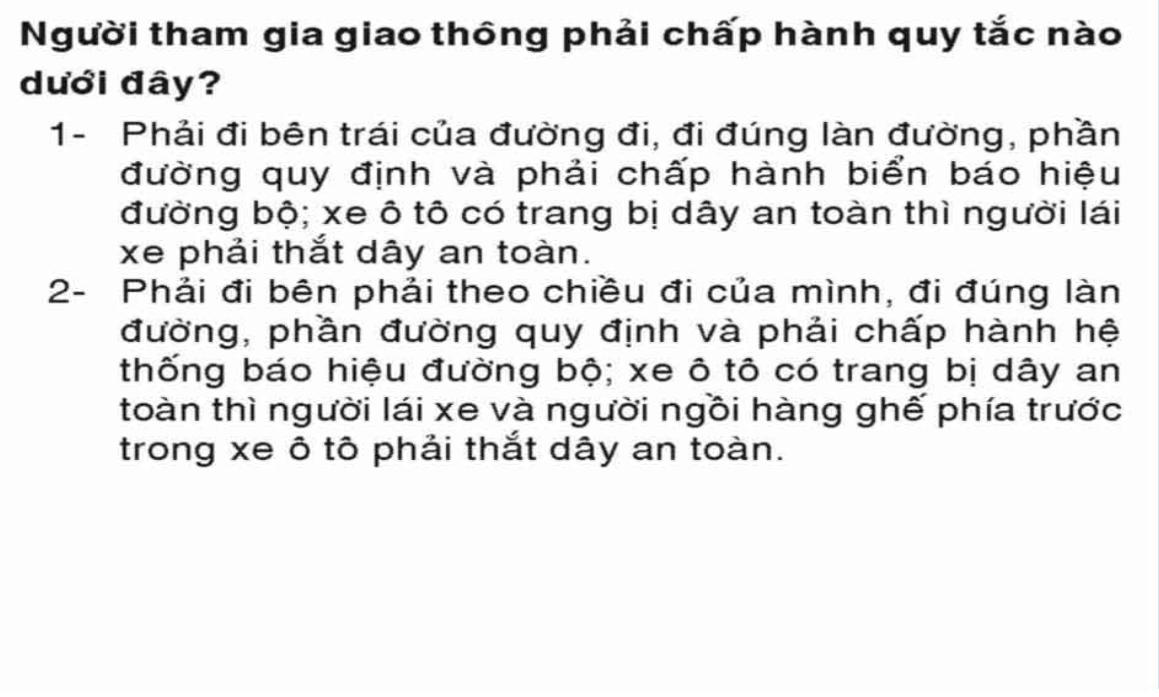 Người tham gia giao thông phải chấp hành quy tắc nào
dưới đây?
1- Phải đi bên trái của đường đi, đi đúng làn đường, phần
đường quy định và phải chấp hành biển báo hiệu
đường bộ; xe ô tô có trang bị dây an toàn thì người lái
xe phải thắt dây an toàn.
2- Phải đi bên phải theo chiều đi của mình, đi đúng làn
đường, phần đường quy định và phải chấp hành hệ
thống báo hiệu đường bộ; xe ô tô có trang bị dây an
toàn thì người lái xe và người ngồi hàng ghế phía trước
trong xe ô tô phải thắt dây an toàn.